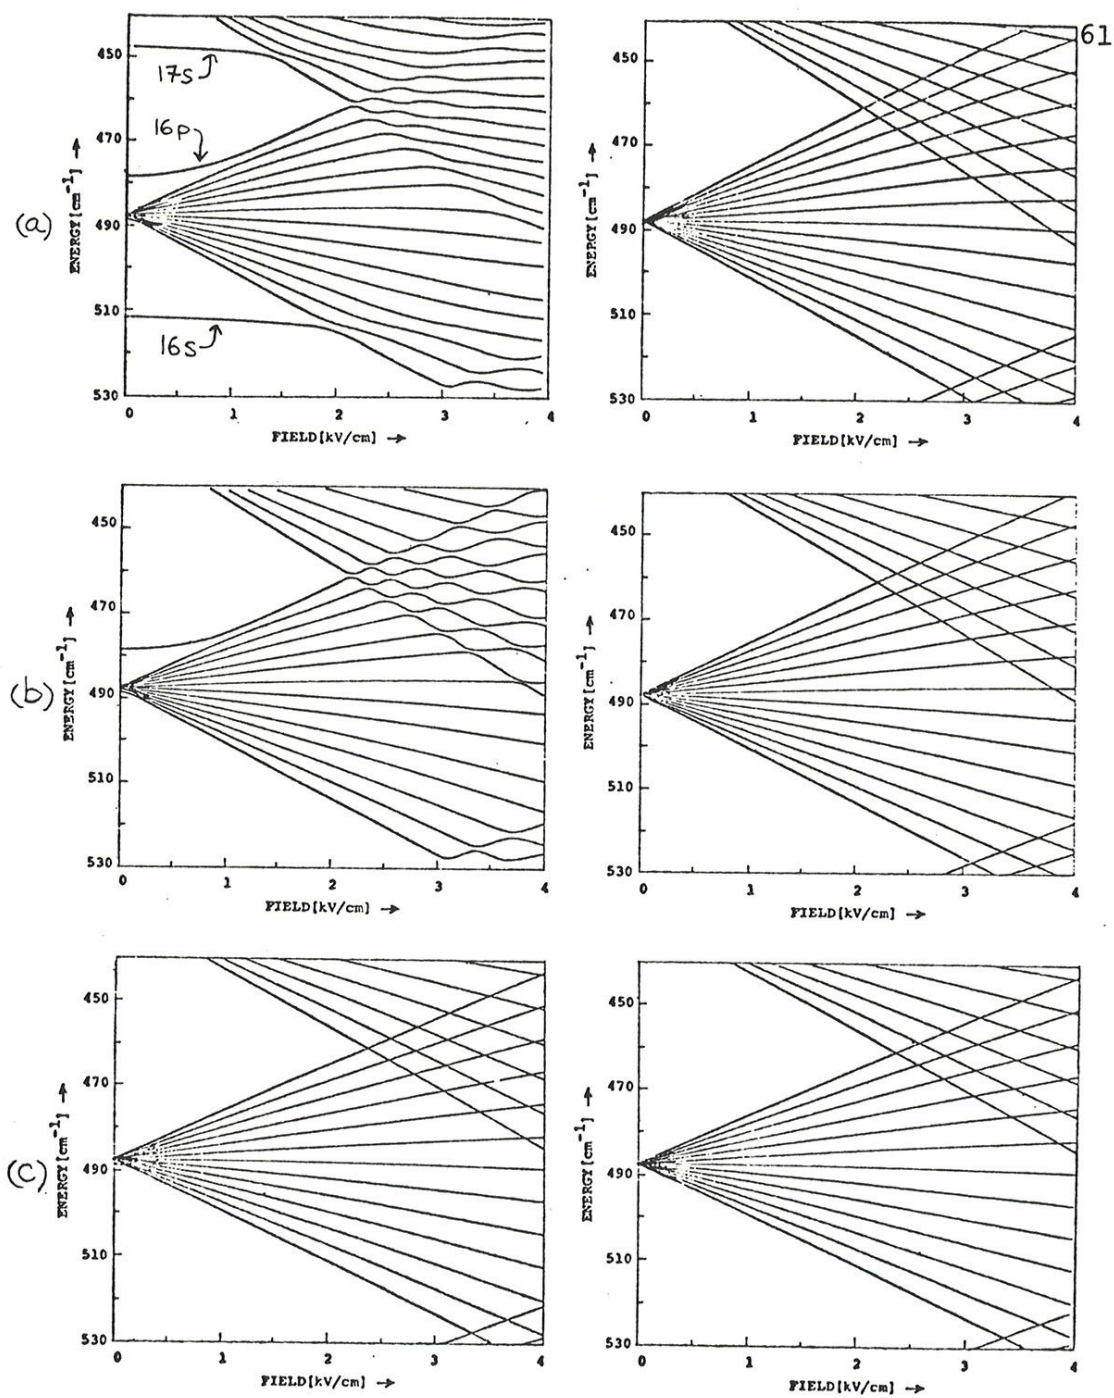 61
(a)
ENERGY [cm⁻¹] →
450
470
490
510
530
17s
16p
16s
0 1 2 3 4
FIELD [kV/cm] →
ENERGY [cm⁻¹] →
450
470
490
510
530
0 1 2 3 4
FIELD [kV/cm] →
(b)
ENERGY [cm⁻¹] →
450
470
490
510
530
0 1 2 3 4
FIELD [kV/cm] →
ENERGY [cm⁻¹] →
450
470
490
510
530
0 1 2 3 4
FIELD [kV/cm] →
(c)
ENERGY [cm⁻¹] →
450
470
490
510
530
0 1 2 3 4
FIELD [kV/cm] →
ENERGY [cm⁻¹] →
450
470
490
510
530
0 1 2 3 4
FIELD [kV/cm] →